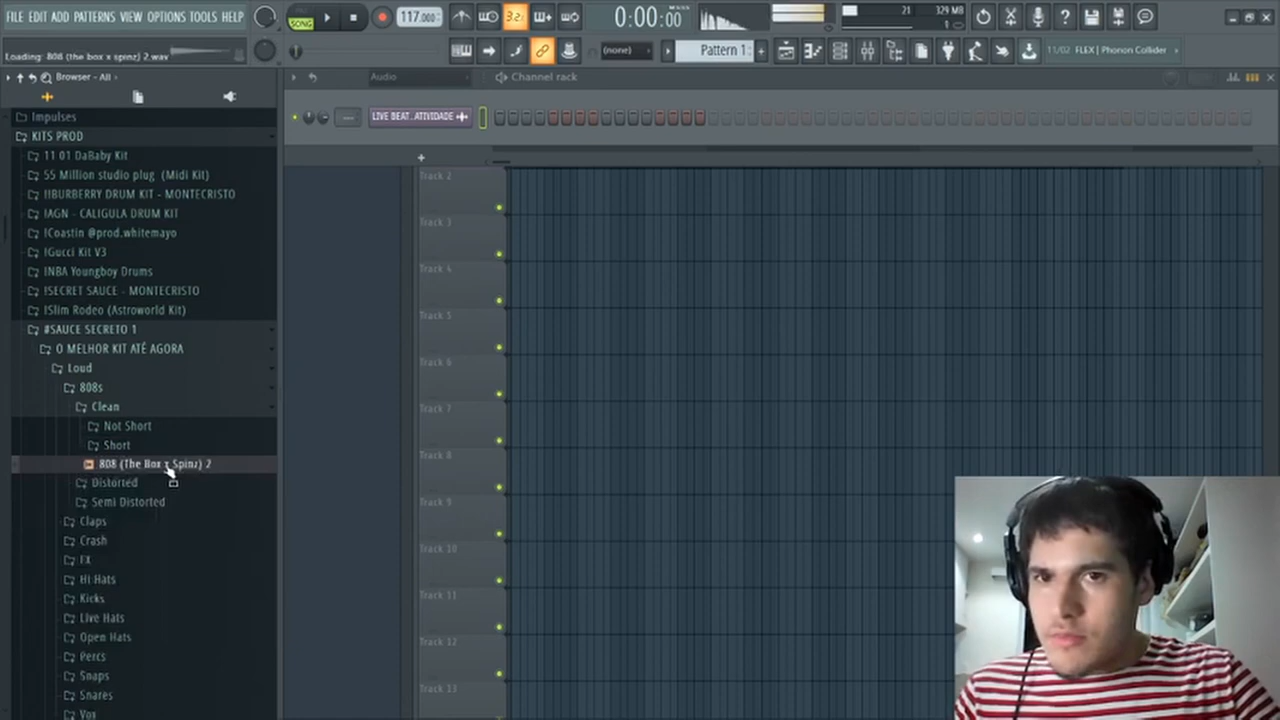 FILE EDIT ADD PATTERNS VIEW OPTIONS TOOLS HELP
SONG
117.000
3.2.
0:00:00
M:S:CS
21
329 MB
1
Loading: 808 (the box x spinz) 2.wav
(none)
Pattern 1
+
11/02 FLEX | Phonon Collider
Browser - All
Audio
Channel rack
Impulses
KITS PROD
11 01 DaBaby Kit
55 Million studio plug (Midi Kit)
!!BURBERRY DRUM KIT - MONTECRISTO
!AGN - CALIGULA DRUM KIT
!Coastin @prod.whitemayo
!Gucci Kit V3
!NBA Youngboy Drums
!SECRET SAUCE - MONTECRISTO
!Slim Rodeo (Astroworld Kit)
#SAUCE SECRETO 1
O MELHOR KIT ATÉ AGORA
Loud
808s
Clean
Not Short
Short
808 (The Box x Spinz) 2
Distorted
Semi Distorted
Claps
Crash
FX
Hi Hats
Kicks
Live Hats
Open Hats
Percs
Snaps
Snares
Vox
---
LIVE BEAT..ATIVIDADE
+
Track 2
Track 3
Track 4
Track 5
Track 6
Track 7
Track 8
Track 9
Track 10
Track 11
Track 12
Track 13